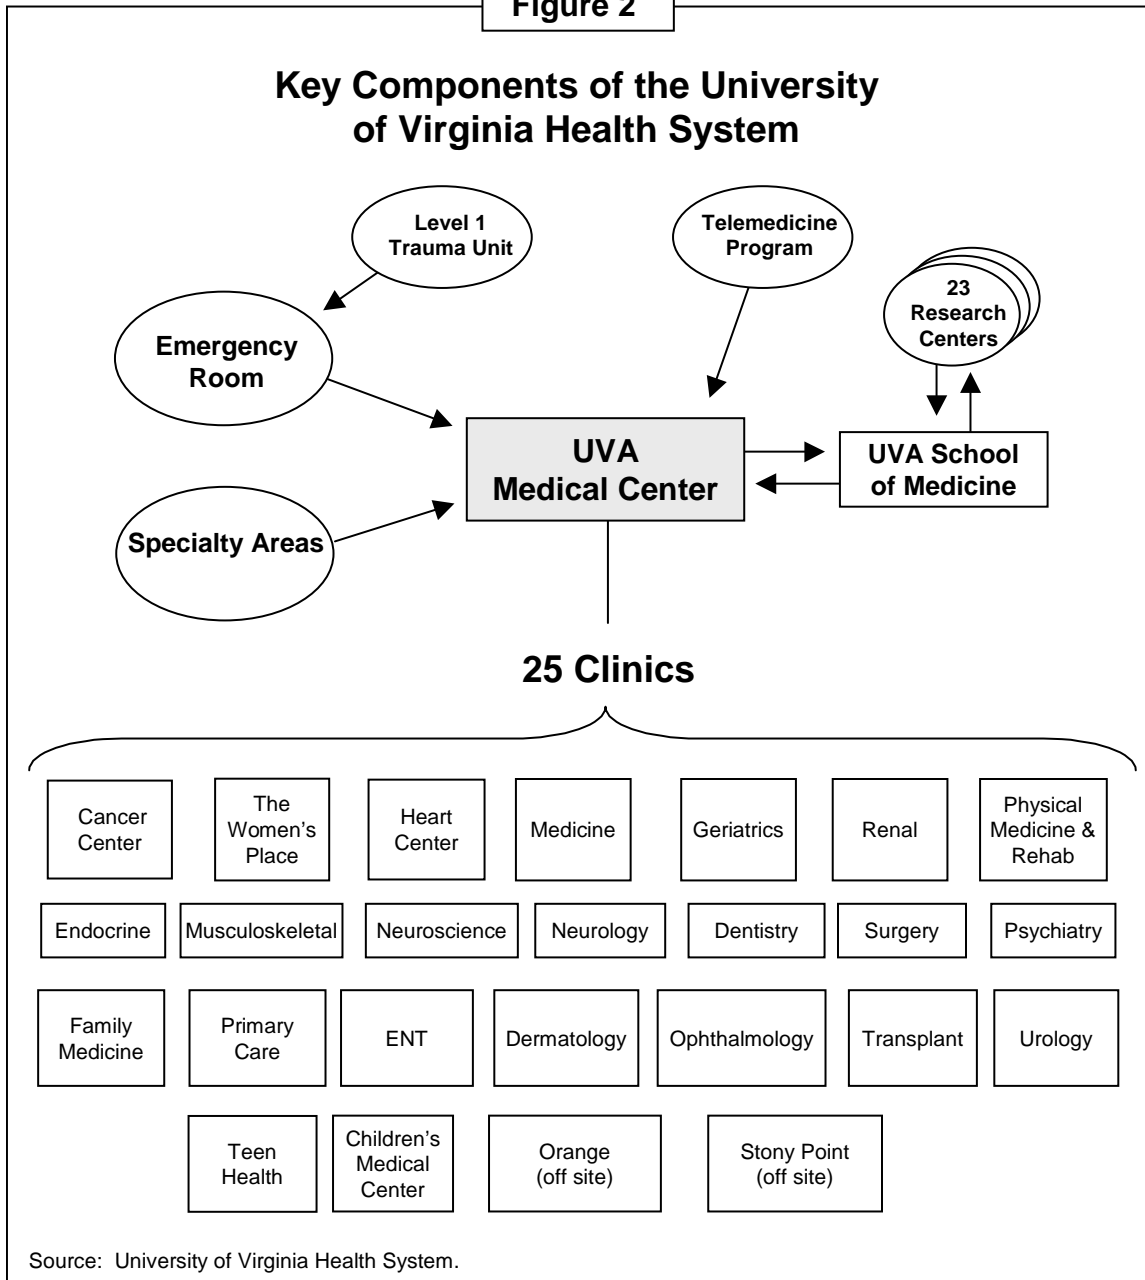 Figure 2
Key Components of the University
of Virginia Health System
Level 1
Trauma Unit
Telemedicine
Program
23
Research
Centers
Emergency
Room
UVA
Medical Center
UVA School
of Medicine
Specialty Areas
25 Clinics
Cancer
Center
The
Women's
Place
Heart
Center
Medicine
Geriatrics
Renal
Physical
Medicine &
Rehab
Endocrine
Musculoskeletal
Neuroscience
Neurology
Dentistry
Surgery
Psychiatry
Family
Medicine
Primary
Care
ENT
Dermatology
Ophthalmology
Transplant
Urology
Teen
Health
Children's
Medical
Center
Orange
(off site)
Stony Point
(off site)
Source:  University of Virginia Health System.